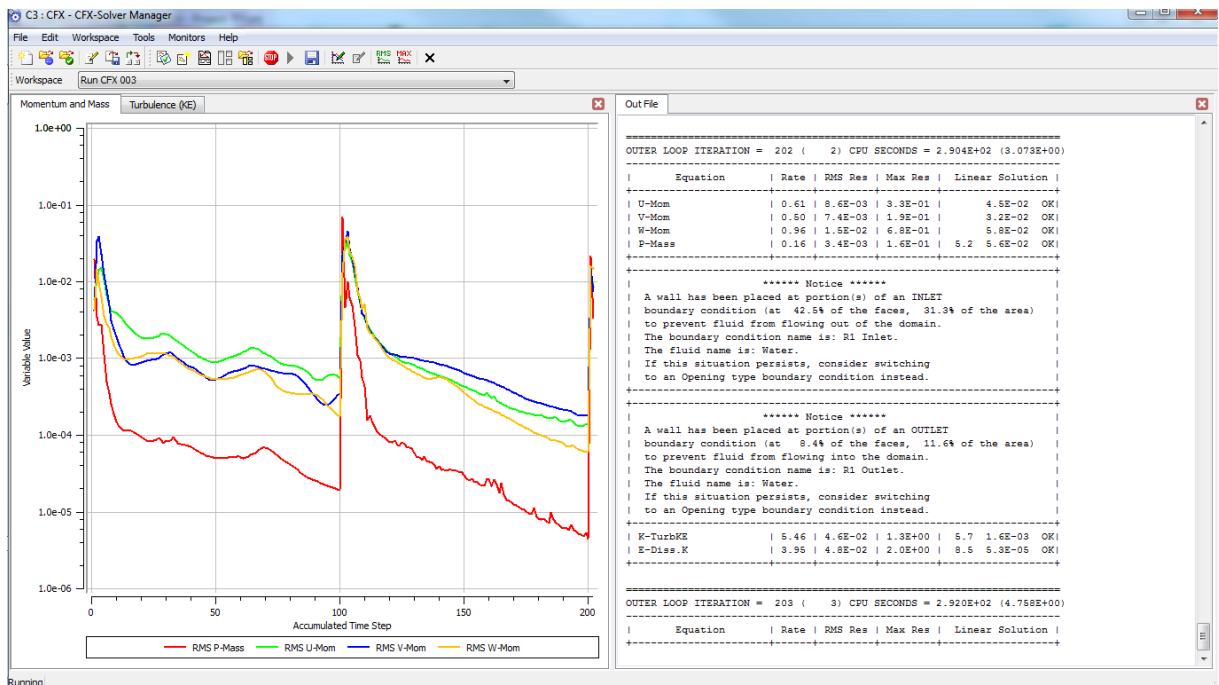 C3 : CFX - CFX-Solver Manager
File Edit Workspace Tools Monitors Help
STOP RMS MAX
Workspace Run CFX 003
Momentum and Mass Turbulence (KE)
1.0e+00
1.0e-01
1.0e-02
1.0e-03
1.0e-04
1.0e-05
1.0e-06
Variable Value
0 50 100 150 200
Accumulated Time Step
RMS P-Mass RMS U-Mom RMS V-Mom RMS W-Mom
Out File
======================================================================
OUTER LOOP ITERATION = 202 ( 2) CPU SECONDS = 2.904E+02 (3.073E+00)
----------------------------------------------------------------------
| Equation | Rate | RMS Res | Max Res | Linear Solution |
+----------------------+------+---------+---------+------------------+
| U-Mom | 0.61 | 8.6E-03 | 3.3E-01 | 4.5E-02 OK|
| V-Mom | 0.50 | 7.4E-03 | 1.9E-01 | 3.2E-02 OK|
| W-Mom | 0.96 | 1.5E-02 | 6.8E-01 | 5.8E-02 OK|
| P-Mass | 0.16 | 3.4E-03 | 1.6E-01 | 5.2 5.6E-02 OK|
+----------------------+------+---------+---------+------------------+
+--------------------------------------------------------------------+
| ****** Notice ****** |
| A wall has been placed at portion(s) of an INLET |
| boundary condition (at 42.5% of the faces, 31.3% of the area) |
| to prevent fluid from flowing out of the domain. |
| The boundary condition name is: R1 Inlet. |
| The fluid name is: Water. |
| If this situation persists, consider switching |
| to an Opening type boundary condition instead. |
+--------------------------------------------------------------------+
+--------------------------------------------------------------------+
| ****** Notice ****** |
| A wall has been placed at portion(s) of an OUTLET |
| boundary condition (at 8.4% of the faces, 11.6% of the area) |
| to prevent fluid from flowing into the domain. |
| The boundary condition name is: R1 Outlet. |
| The fluid name is: Water. |
| If this situation persists, consider switching |
| to an Opening type boundary condition instead. |
+--------------------------------------------------------------------+
| K-TurbKE | 5.46 | 4.6E-02 | 1.3E+00 | 5.7 1.6E-03 OK|
| E-Diss.K | 3.95 | 4.8E-02 | 2.0E+00 | 8.5 5.3E-05 OK|
+----------------------+------+---------+---------+------------------+
======================================================================
OUTER LOOP ITERATION = 203 ( 3) CPU SECONDS = 2.920E+02 (4.758E+00)
----------------------------------------------------------------------
| Equation | Rate | RMS Res | Max Res | Linear Solution |
+----------------------+------+---------+---------+------------------+
Running